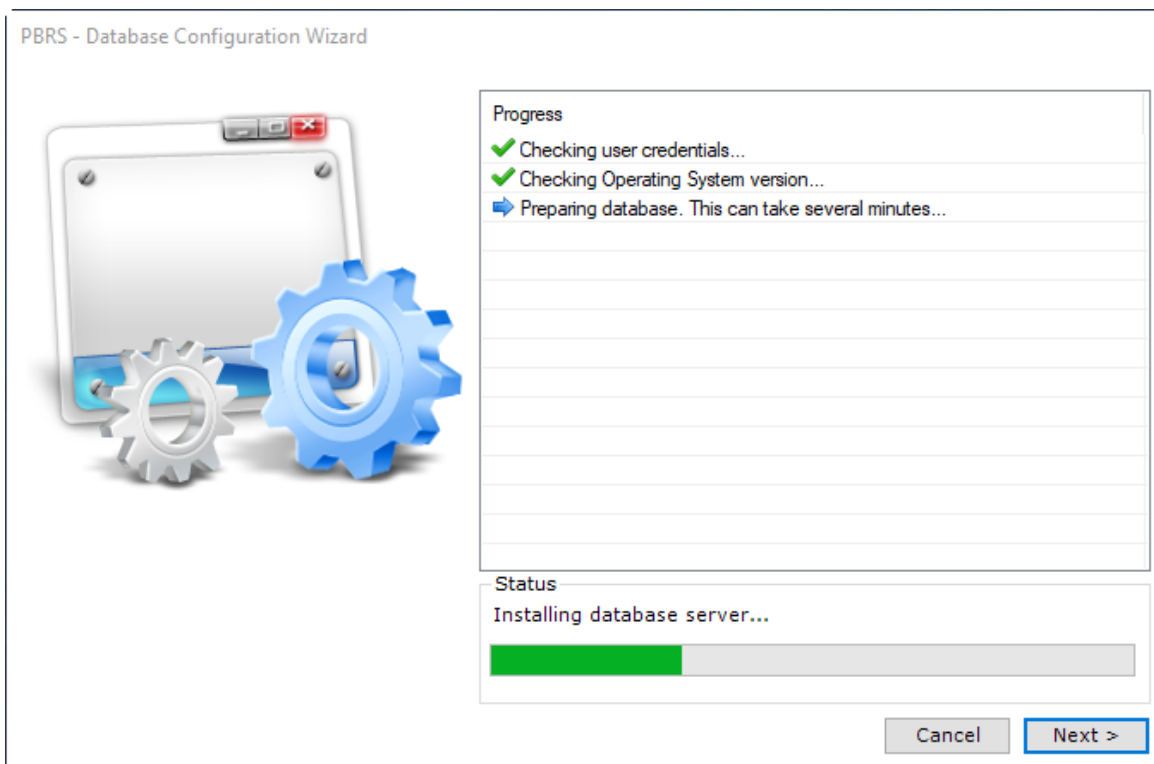 PBRS - Database Configuration Wizard
Progress
Checking user credentials...
Checking Operating System version...
Preparing database. This can take several minutes...
Status
Installing database server...
Cancel
Next >